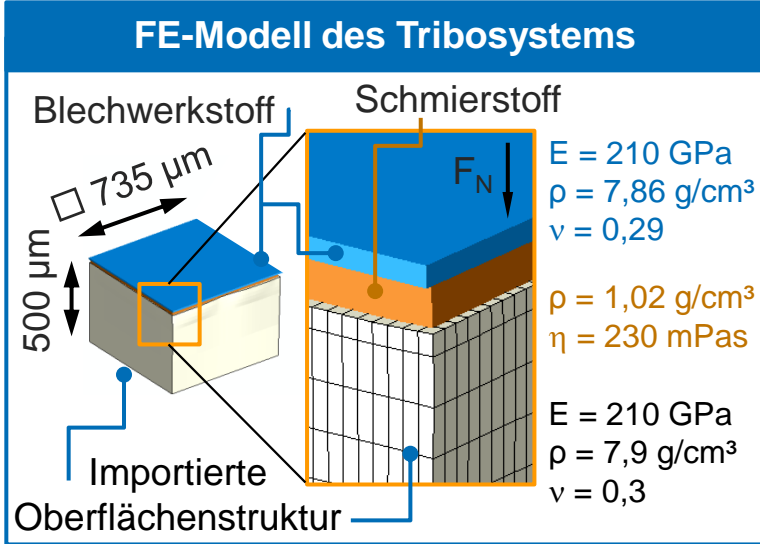 FE-Modell des Tribosystems
Blechwerkstoff
Schmierstoff
□ 735 µm
500 µm
F_N
E = 210 GPa
ρ = 7,86 g/cm³
ν = 0,29
ρ = 1,02 g/cm³
η = 230 mPas
E = 210 GPa
ρ = 7,9 g/cm³
ν = 0,3
Importierte
Oberflächenstruktur